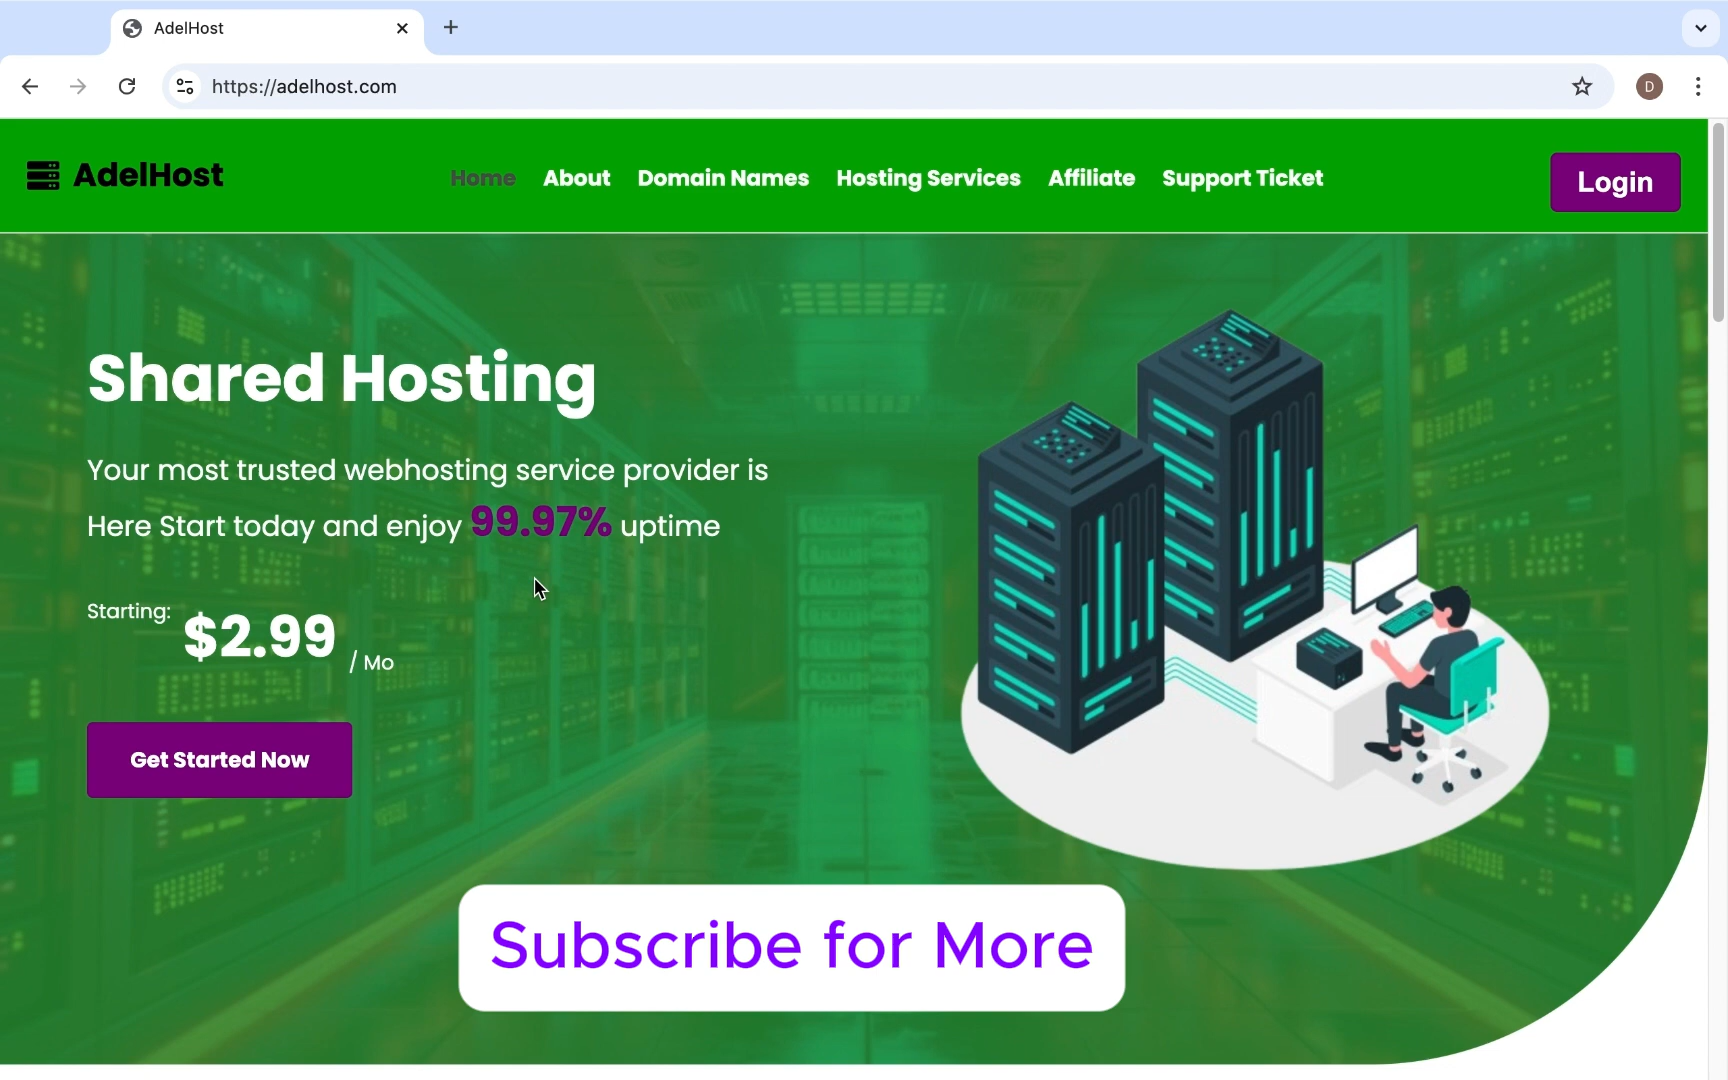 AdelHost
https://adelhost.com
D
AdelHost
Home
About
Domain Names
Hosting Services
Affiliate
Support Ticket
Login
Shared Hosting
Your most trusted webhosting service provider is
Here Start today and enjoy 99.97% uptime
Starting: $2.99 / Mo
Get Started Now
Subscribe for More